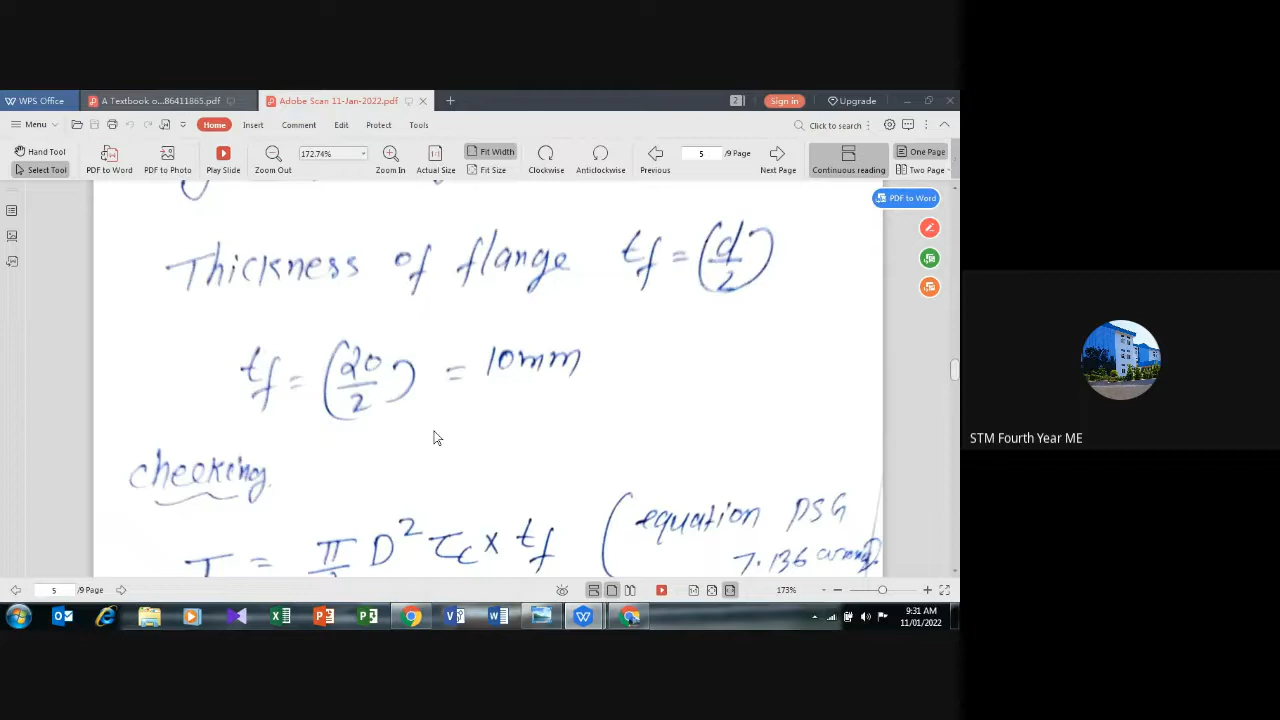 WPS Office
A Textbook o...86411865.pdf
Adobe Scan 11-Jan-2022.pdf
2
Sign in
Upgrade
Menu
Home
Insert
Comment
Edit
Protect
Tools
Click to search
Hand Tool
Select Tool
PDF to Word
PDF to Photo
Play Slide
Zoom Out
172.74%
Zoom In
Actual Size
Fit Width
Fit Size
Clockwise
Anticlockwise
Previous
5
/9 Page
Next Page
Continuous reading
One Page
Two Page
PDF to Word
Thickness of flange tf = (d/2)
tf = (20/2) = 10mm
checking
T = π D² τc x tf (equation PSG
7.136
STM Fourth Year ME
5
/9 Page
173%
9:31 AM
11/01/2022